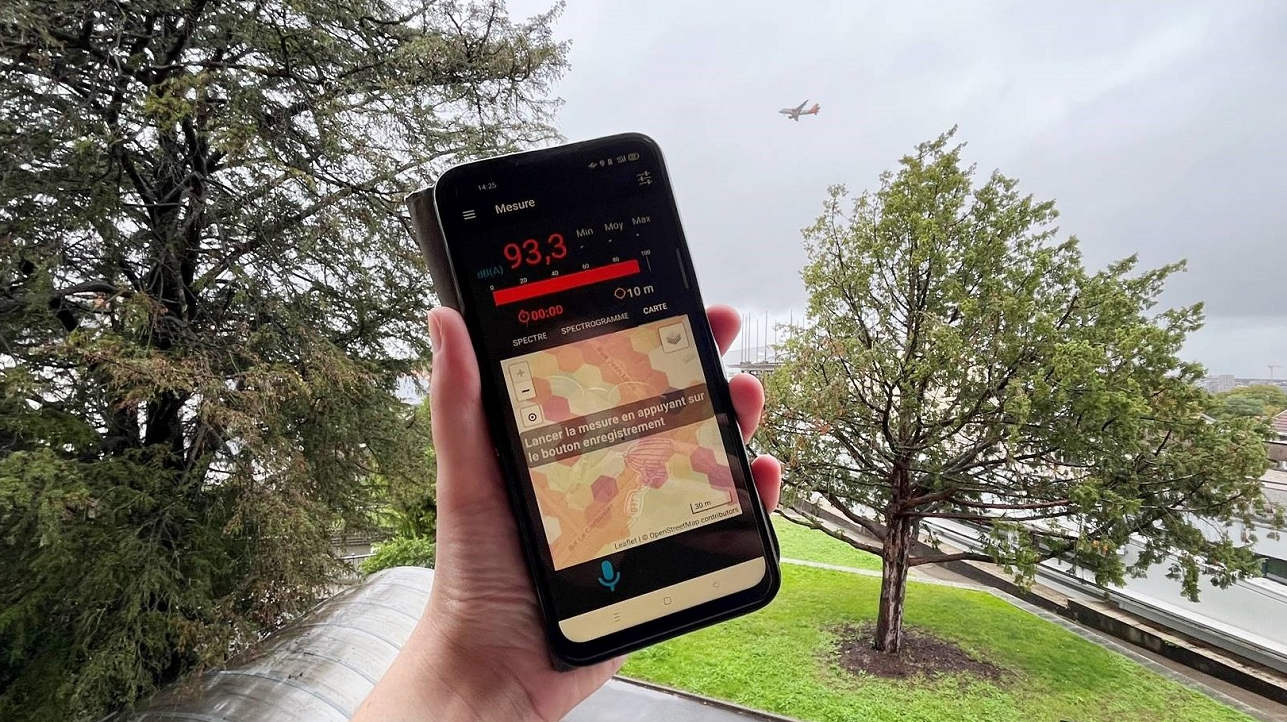 14:25
Mesure
Min Moy Max
93,3
- - -
dB(A)
0 20 40 60 80 100
00:00
10 m
SPECTRE SPECTROGRAMME CARTE
+
-
Lancer la mesure en appuyant sur
le bouton enregistrement
30 m
Leaflet | © OpenStreetMap contributors